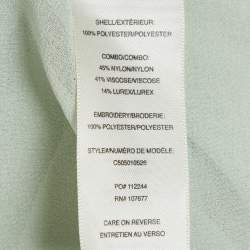 SHELL/EXTÉRIEUR:
100% POLYESTER/POLYESTER
COMBO/COMBO:
45% NYLON/NYLON
41% VISCOSE/VISCOSE
14% LUREX/LUREX
EMBROIDERY/BRODERIE:
100% POLYESTER/POLYESTER
STYLE#/NUMÉRO DE MODÈLE:
C505010526
PO# 112244
RN# 107677
CARE ON REVERSE
ENTRETIEN AU VERSO